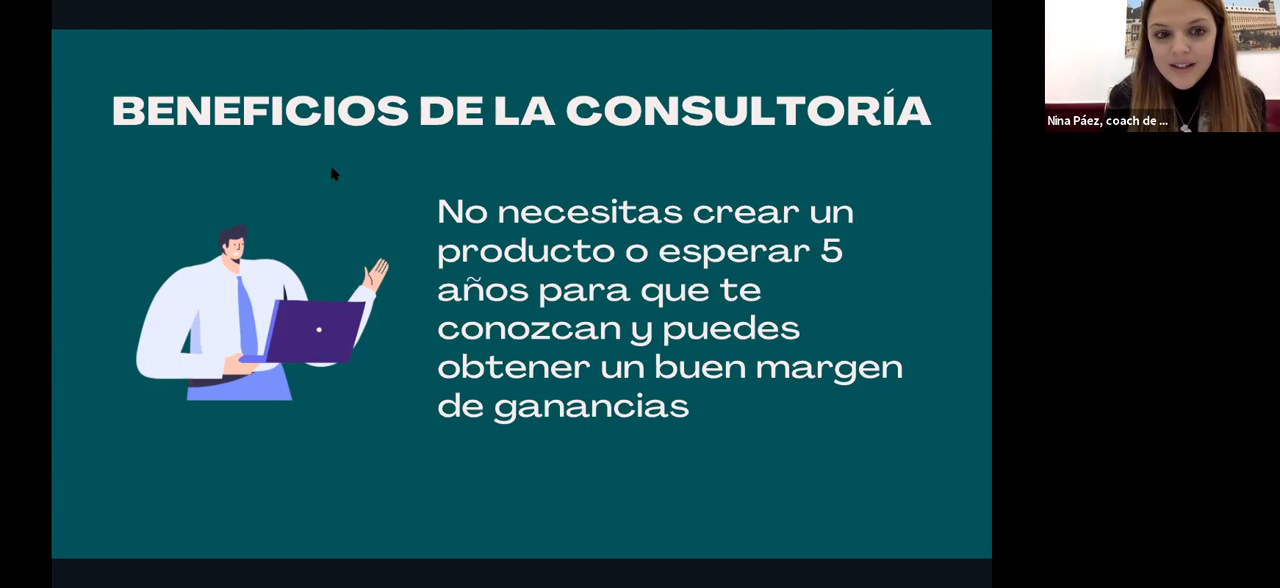 BENEFICIOS DE LA CONSULTORÍA
No necesitas crear un
producto o esperar 5
años para que te
conozcan y puedes
obtener un buen margen
de ganancias
Nina Páez, coach de ...